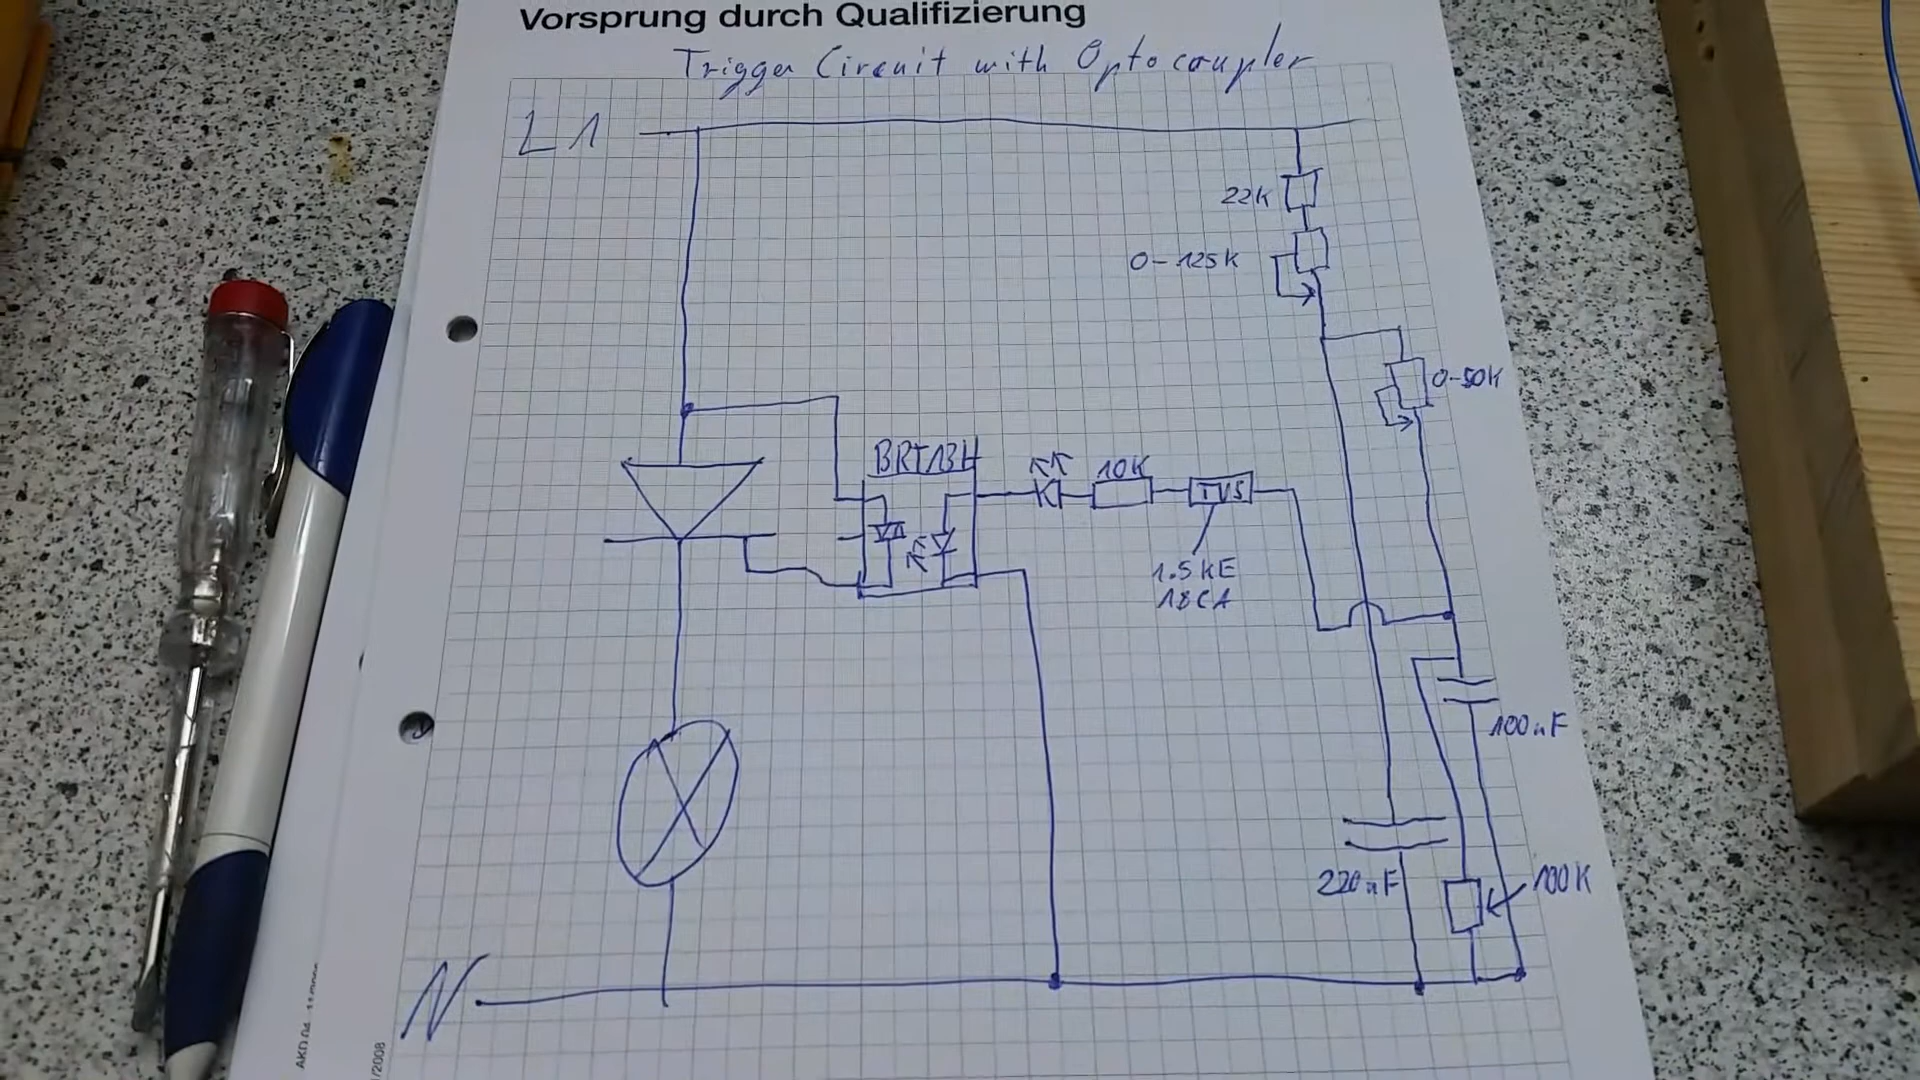 Vorsprung durch Qualifizierung
Trigger Circuit with Optocoupler
L1
22K
0-125K
0-50K
BRT13H
10K
TVS
1.5KE
18CA
100nF
220nF
100K
N
/2008